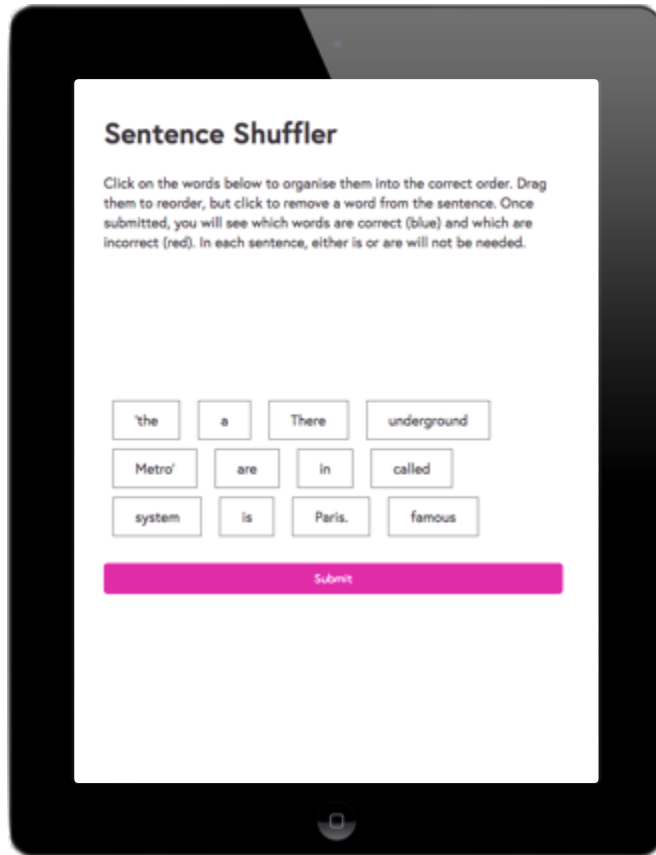 Sentence Shuffler
Click on the words below to organise them into the correct order. Drag
them to reorder, but click to remove a word from the sentence. Once
submitted, you will see which words are correct (blue) and which are
incorrect (red). In each sentence, either is or are will not be needed.
'the a There underground
Metro' are in called
system is Paris. famous
Submit